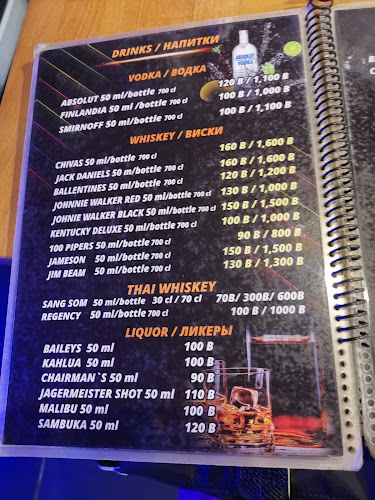 DRINKS / НАПИТКИ
VODKA / ВОДКА
ABSOLUT 50 ml/bottle 700 cl 120 B / 1,100 B
FINLANDIA 50 ml /bottle 700 cl 100 B / 1,000 B
SMIRNOFF 50 ml/bottle 700 cl 100 B / 1,100 B
WHISKEY / ВИСКИ
CHIVAS 50 ml/bottle 700 cl 160 B / 1,600 B
JACK DANIELS 50 ml/bottle 700 cl 160 B / 1,600 B
BALLENTINES 50 ml/bottle 700 cl 120 B / 1,200 B
JOHNNIE WALKER RED 50 ml/bottle 700 cl 130 B / 1,000 B
JOHNIE WALKER BLACK 50 ml/bottle 700 cl 150 B / 1,500 B
KENTUCKY DELUXE 50 ml/bottle 700 cl 100 B / 1,000 B
100 PIPERS 50 ml/bottle 700 cl 90 B / 800 B
JAMESON 50 ml/bottle 700 cl 150 B / 1,500 B
JIM BEAM 50 ml/bottle 700 cl 130 B / 1,300 B
THAI WHISKEY
SANG SOM 50 ml/bottle 30 cl / 70 cl 70B/ 300B/ 600B
REGENCY 50 ml/bottle 700 cl 100 B / 1000 B
LIQUOR / ЛИКЕРЫ
BAILEYS 50 ml 100 B
KAHLUA 50 ml 100 B
CHAIRMAN`S 50 ml 90 B
JAGERMEISTER SHOT 50 ml 110 B
MALIBU 50 ml 100 B
SAMBUKA 50 ml 120 B
ABSOLUT
VODKA